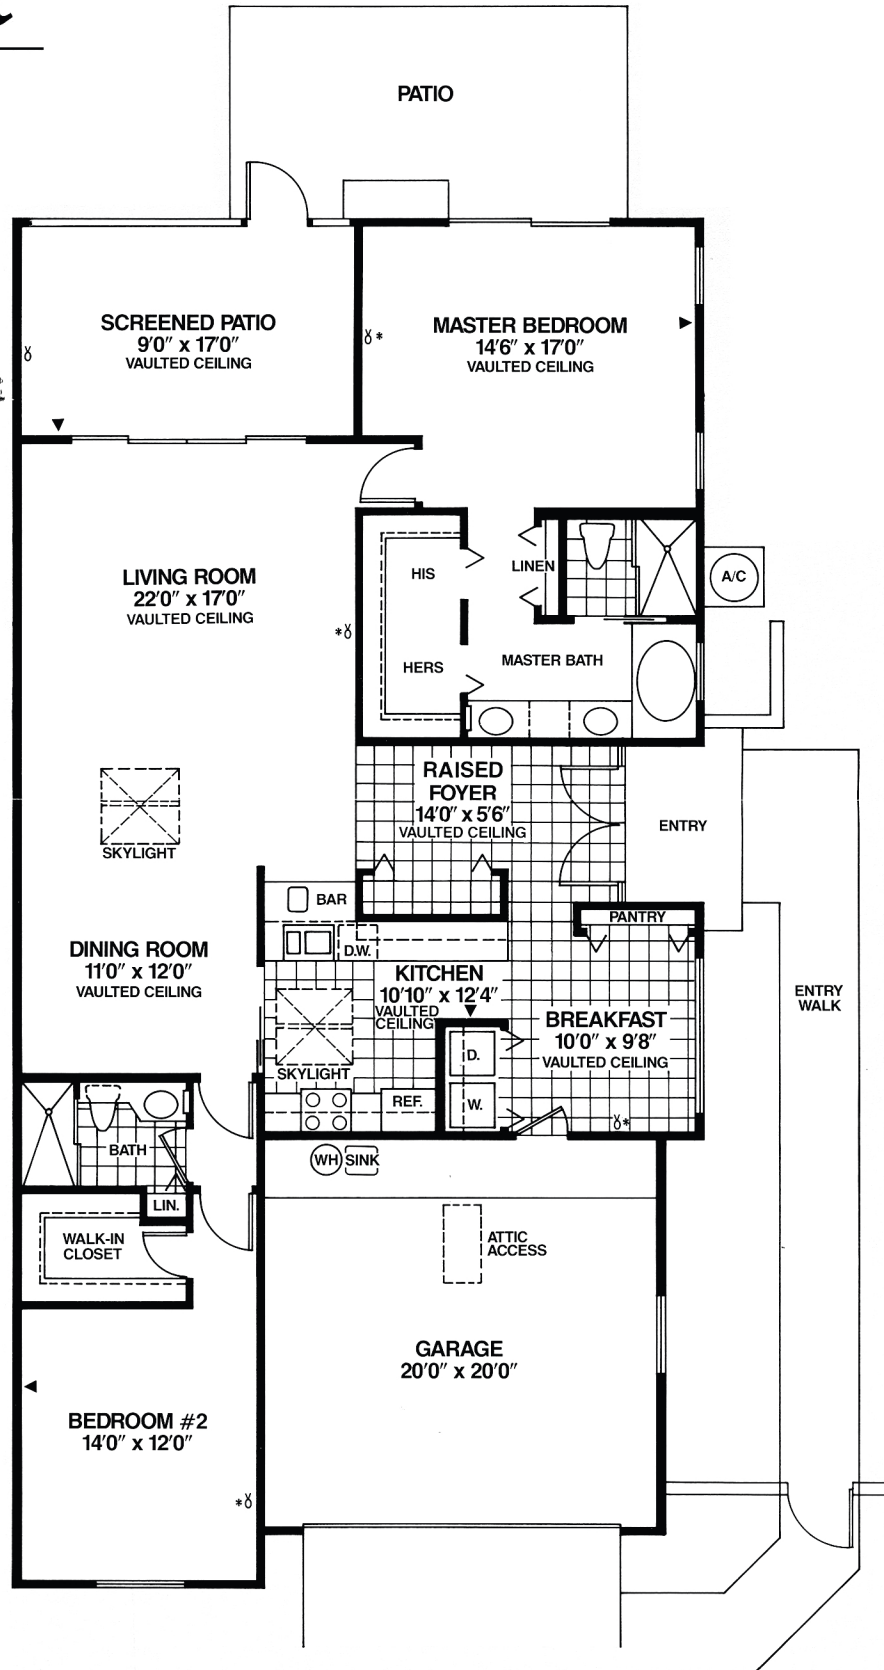 PATIO
SCREENED PATIO
9'0" x 17'0"
VAULTED CEILING
MASTER BEDROOM
14'6" x 17'0"
VAULTED CEILING
LIVING ROOM
22'0" x 17'0"
VAULTED CEILING
HIS
HERS
LINEN
MASTER BATH
A/C
RAISED
FOYER
14'0" x 5'6"
VAULTED CEILING
ENTRY
SKYLIGHT
BAR
PANTRY
D.W.
DINING ROOM
11'0" x 12'0"
VAULTED CEILING
KITCHEN
10'10" x 12'4"
VAULTED
CEILING
SKYLIGHT
BREAKFAST
10'0" x 9'8"
VAULTED CEILING
ENTRY
WALK
D.
W.
REF.
BATH
LIN.
WH
SINK
WALK-IN
CLOSET
ATTIC
ACCESS
GARAGE
20'0" x 20'0"
BEDROOM #2
14'0" x 12'0"